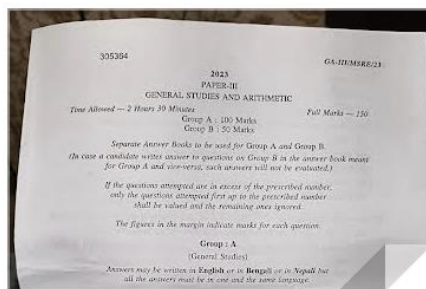 305364
GA-III/MSRE/23
2023
PAPER-III
GENERAL STUDIES AND ARITHMETIC
Time Allowed — 2 Hours 30 Minutes
Full Marks — 150
Group A : 100 Marks
Group B : 50 Marks
Separate Answer Books to be used for Group A and Group B.
(In case a candidate writes answer to questions on Group B in the answer book meant
for Group A and vice-versa, such answers will not be evaluated.)
If the questions attempted are in excess of the prescribed number,
only the questions attempted first up to the prescribed number
shall be valued and the remaining ones ignored.
The figures in the margin indicate marks for each question.
Group : A
(General Studies)
Answers may be written in English or in Bengali or in Nepali but
all the answers must be in one and the same language.